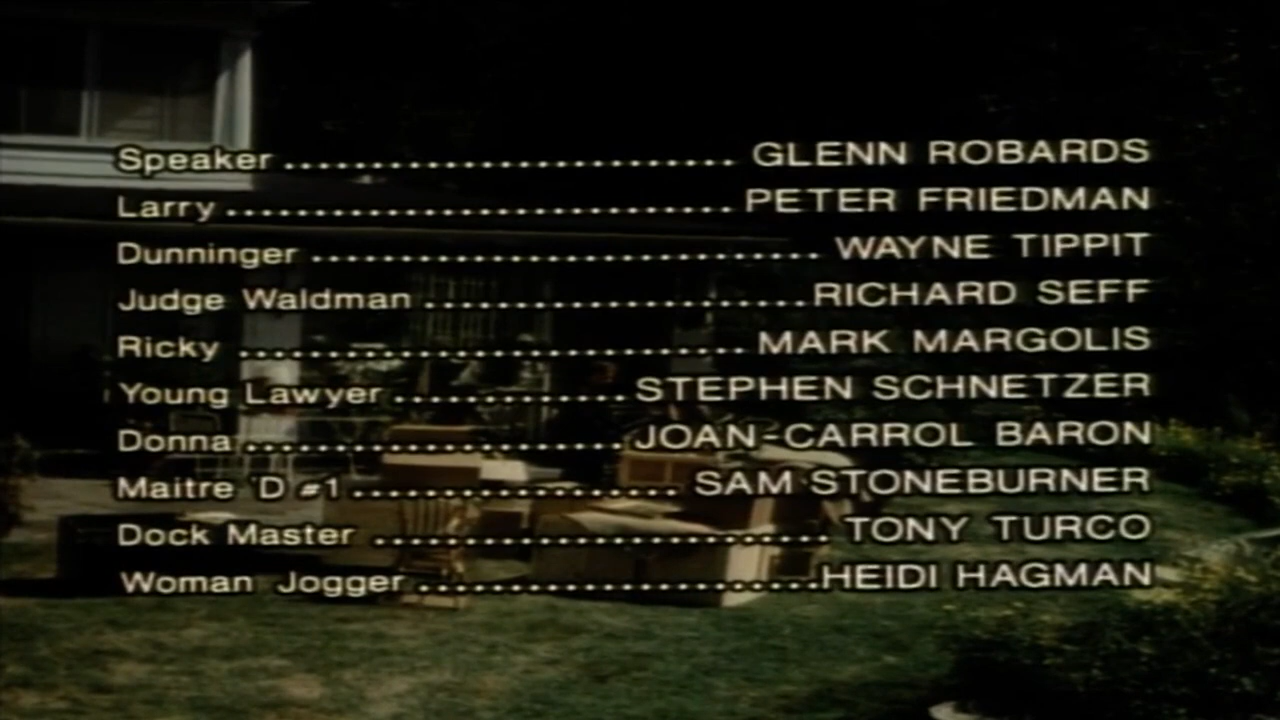 Speaker ............................ GLENN ROBARDS
Larry ................................ PETER FRIEDMAN
Dunninger ................................ WAYNE TIPPIT
Judge Waldman ........................ RICHARD SEFF
Ricky ................................ MARK MARGOLIS
Young Lawyer ............... STEPHEN SCHNETZER
Donna ........................ JOAN-CARROL BARON
Maitre 'D #1 ..................... SAM STONEBURNER
Dock Master ............................. TONY TURCO
Woman Jogger ......................... HEIDI HAGMAN